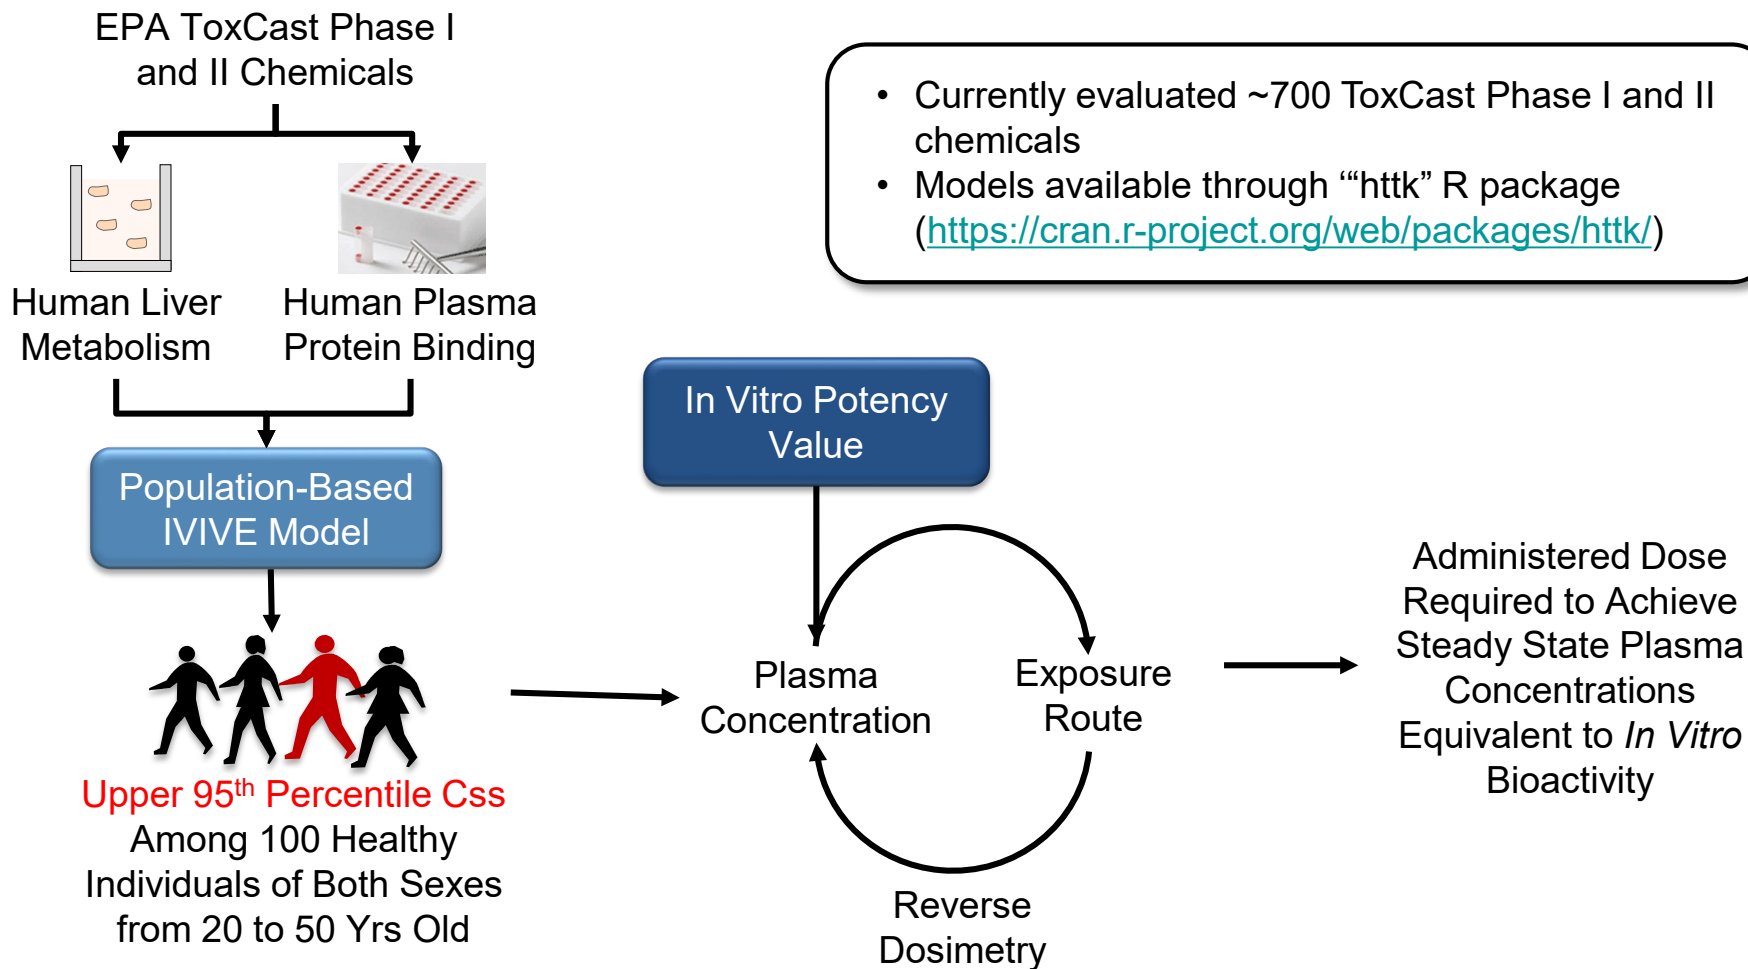 EPA ToxCast Phase I
and II Chemicals
• Currently evaluated ~700 ToxCast Phase I and II
chemicals
• Models available through ‘“httk” R package
(https://cran.r-project.org/web/packages/httk/)
Human Liver
Metabolism
Human Plasma
Protein Binding
In Vitro Potency
Value
Population-Based
IVIVE Model
Upper 95th Percentile Css
Among 100 Healthy
Individuals of Both Sexes
from 20 to 50 Yrs Old
Plasma
Concentration
Exposure
Route
Reverse
Dosimetry
Administered Dose
Required to Achieve
Steady State Plasma
Concentrations
Equivalent to In Vitro
Bioactivity